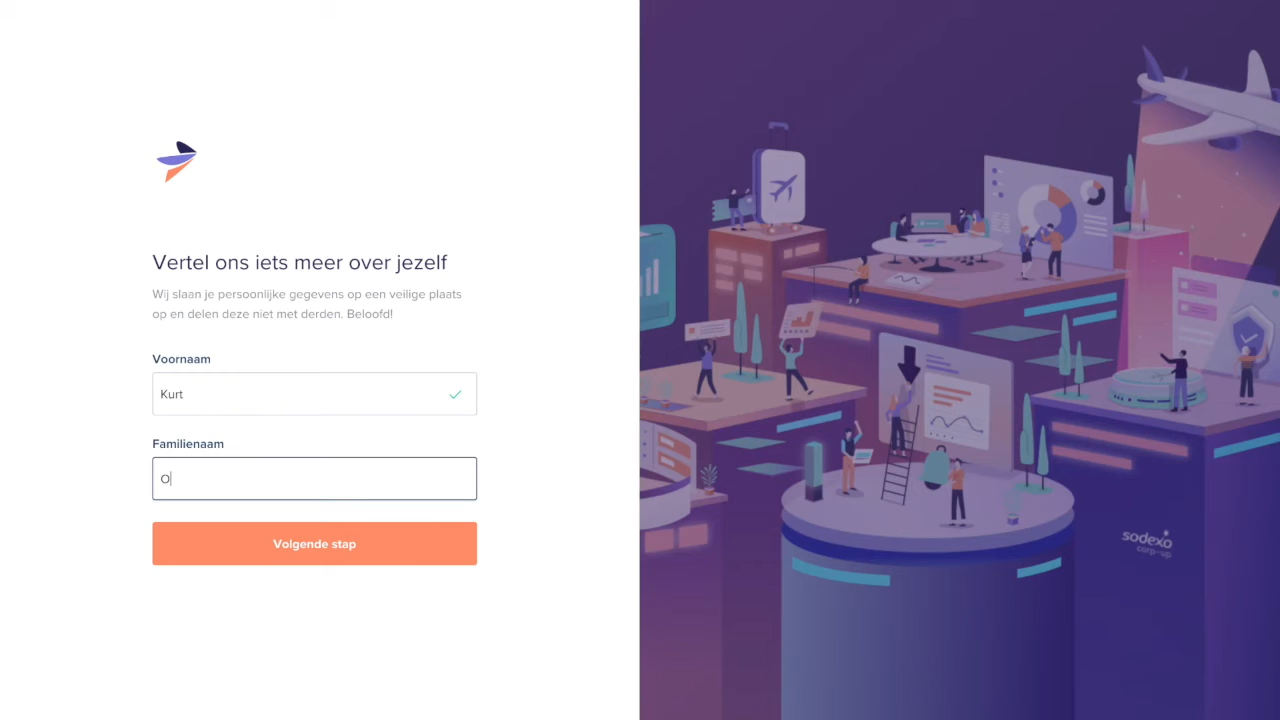 Vertel ons iets meer over jezelf
Wij slaan je persoonlijke gegevens op een veilige plaats
op en delen deze niet met derden. Beloofd!
Voornaam
Kurt
Familienaam
O
Volgende stap
sodexo
corp-up